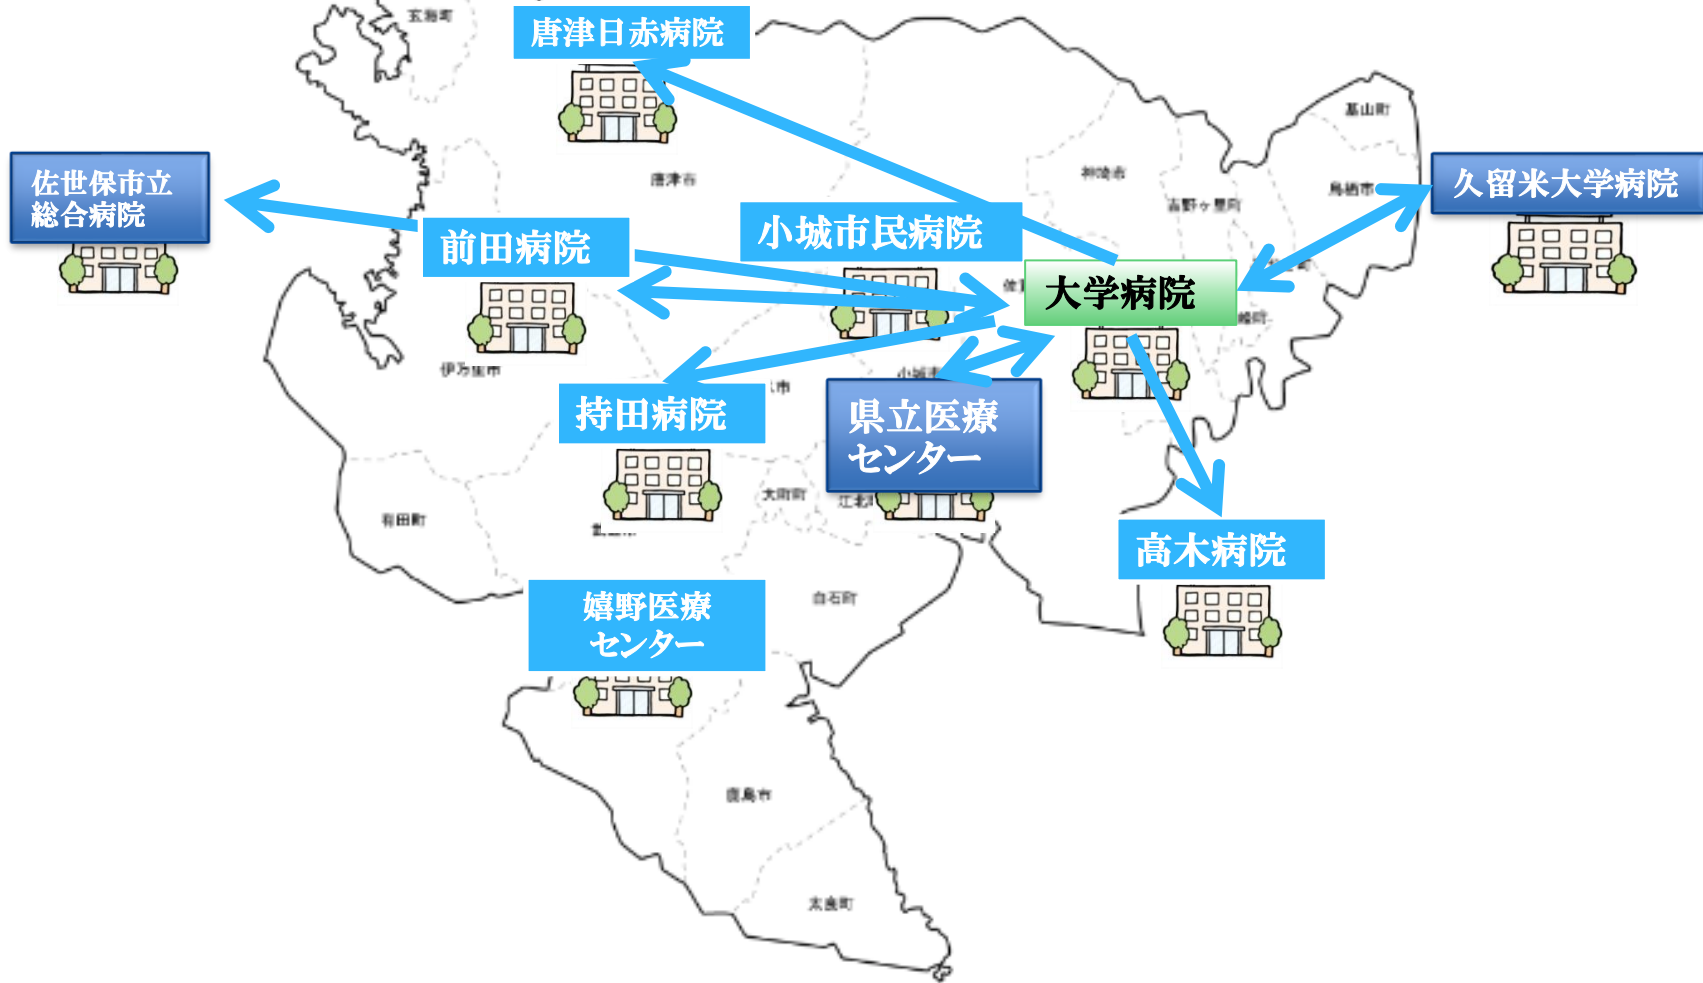 玄海町
唐津日赤病院
基山町
佐世保市立
総合病院
唐津市
神埼市
鳥栖市
久留米大学病院
吉野ヶ里町
前田病院
小城市民病院
大学病院
伊万里市
小城市
持田病院
県立医療
センター
大町町
江北
有田町
高木病院
嬉野医療
センター
白石町
鹿島市
太良町